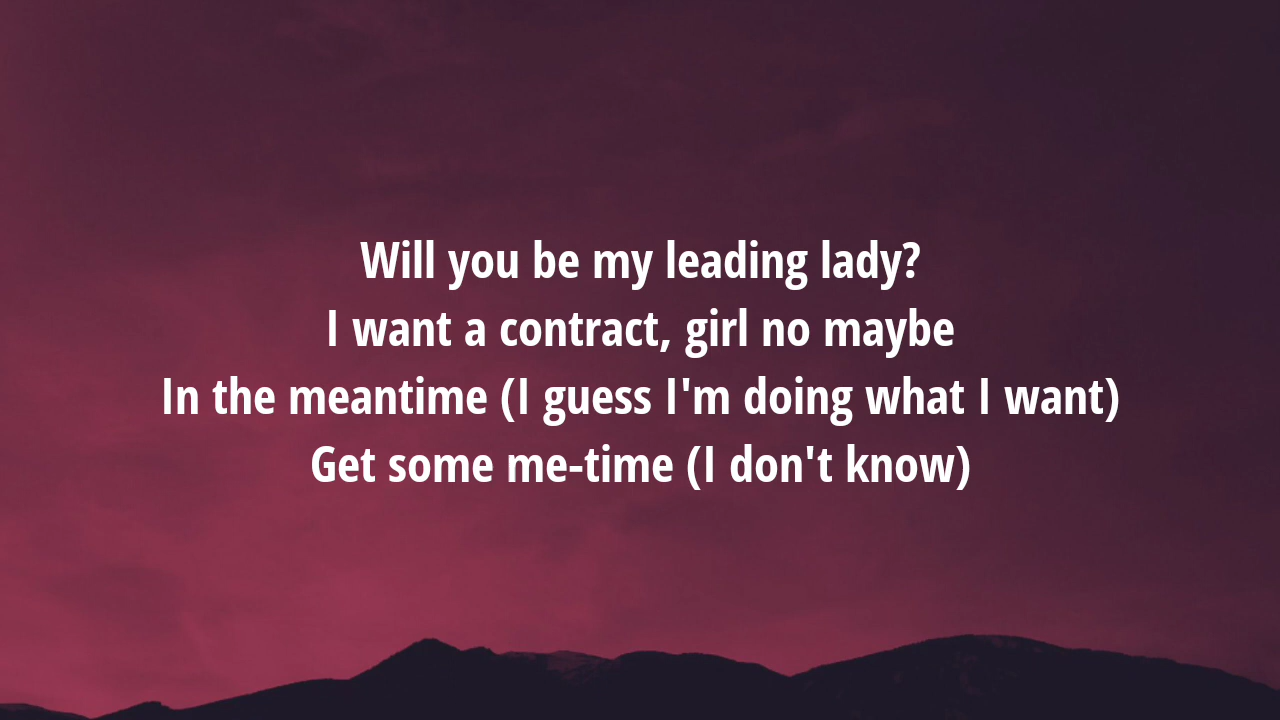 Will you be my leading lady?
I want a contract, girl no maybe
In the meantime (I guess I'm doing what I want)
Get some me-time (I don't know)